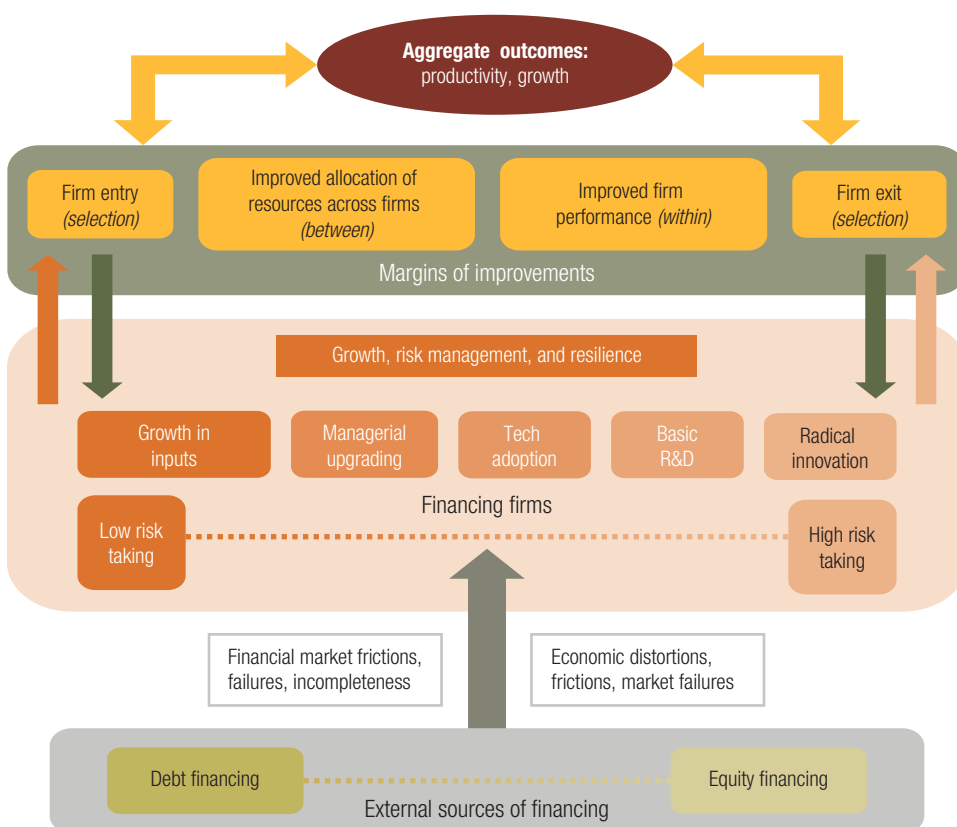 Aggregate outcomes:
productivity, growth
Firm entry
(selection)
Improved allocation of
resources across firms
(between)
Improved firm
performance (within)
Firm exit
(selection)
Margins of improvements
Growth, risk management, and resilience
Growth in
inputs
Managerial
upgrading
Tech
adoption
Basic
R&D
Radical
innovation
Financing firms
Low risk
taking
High risk
taking
Financial market frictions,
failures, incompleteness
Economic distortions,
frictions, market failures
Debt financing
Equity financing
External sources of financing